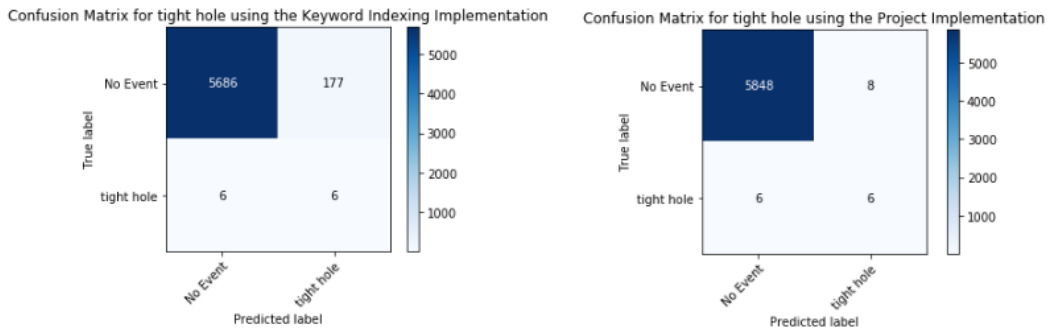 Confusion Matrix for tight hole using the Keyword Indexing Implementation
No Event
tight hole
True label
5686
177
6
6
No Event
tight hole
Predicted label
5000
4000
3000
2000
1000
Confusion Matrix for tight hole using the Project Implementation
No Event
tight hole
True label
5848
8
6
6
No Event
tight hole
Predicted label
5000
4000
3000
2000
1000